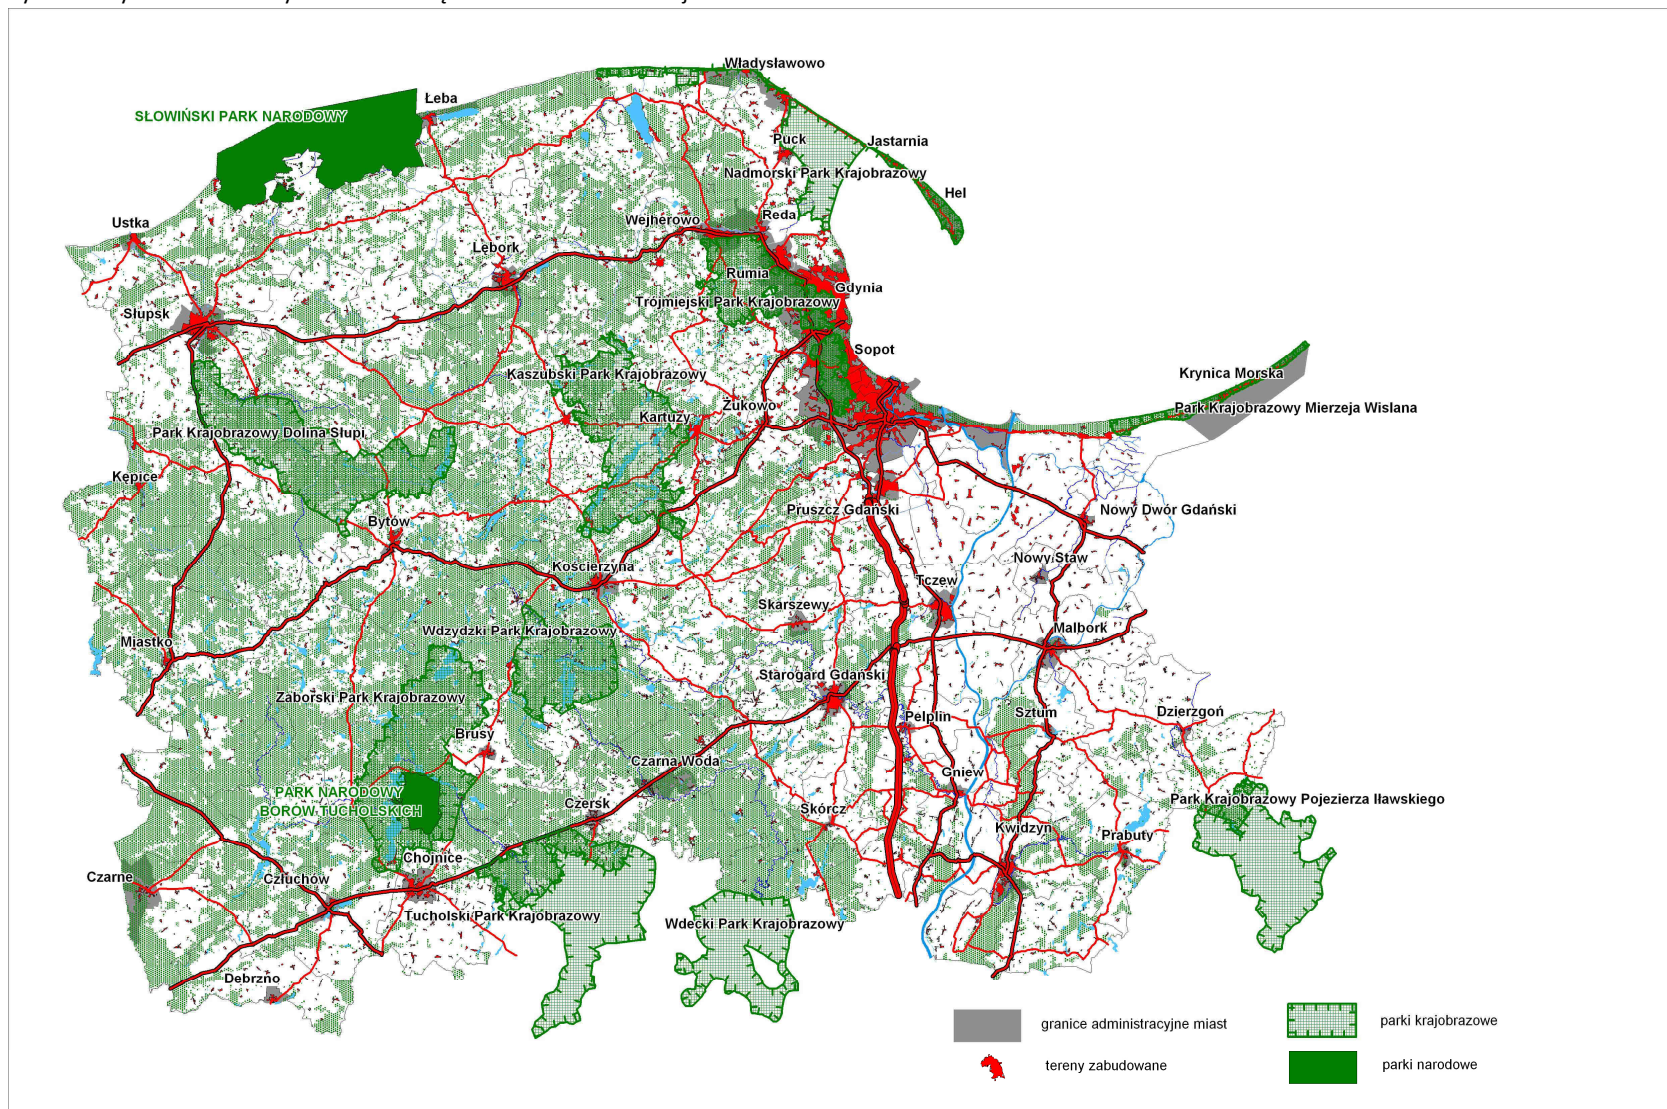 Władysławowo
Łeba
SŁOWIŃSKI PARK NARODOWY
Puck
Jastarnia
Nadmorski Park Krajobrazowy
Hel
Ustka
Wejherowo
Reda
Lębork
Rumia
Gdynia
Trójmiejski Park Krajobrazowy
Słupsk
Sopot
Kaszubski Park Krajobrazowy
Krynica Morska
Żukowo
Park Krajobrazowy Mierzeja Wislana
Kartuzy
Park Krajobrazowy Dolina Słupi
Kępice
Pruszcz Gdański
Nowy Dwór Gdański
Bytów
Nowy Staw
Kościerzyna
Tczew
Skarszewy
Wdzydzki Park Krajobrazowy
Malbork
Miastko
Starogard Gdański
Zaborski Park Krajobrazowy
Pelplin
Sztum
Dzierzgoń
Brusy
Czarna Woda
Gniew
PARK NARODOWY
BORÓW TUCHOLSKICH
Czersk
Skórcz
Park Krajobrazowy Pojezierza Iławskiego
Kwidzyn
Prabuty
Chojnice
Czarne
Człuchów
Tucholski Park Krajobrazowy
Wdecki Park Krajobrazowy
Debrzno
granice administracyjne miast
parki krajobrazowe
tereny zabudowane
parki narodowe